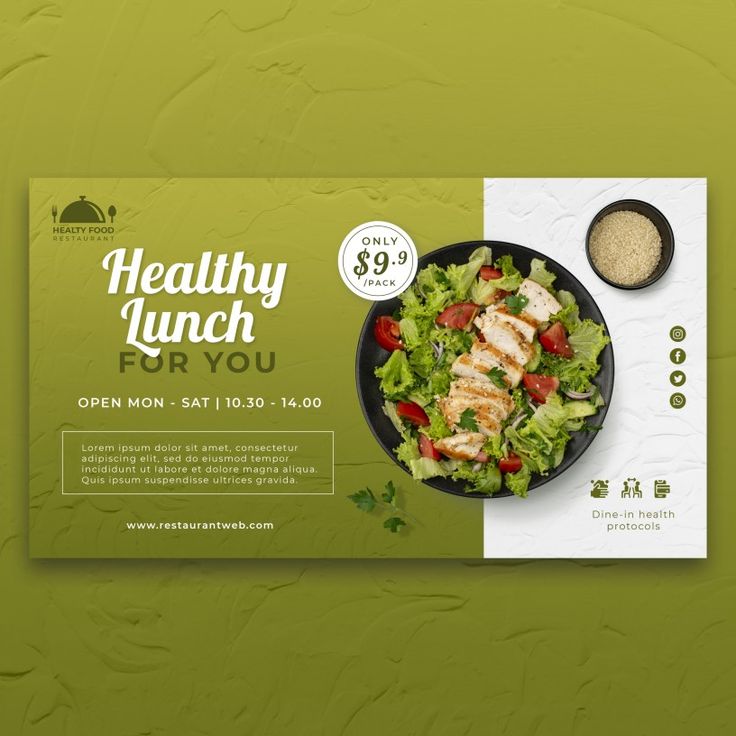 HEALTY FOOD
RESTAURANT
Healthy
Lunch
FOR YOU
OPEN MON - SAT | 10.30 - 14.00
Lorem ipsum dolor sit amet, consectetur
adipiscing elit, sed do eiusmod tempor
incididunt ut labore et dolore magna aliqua.
Quis ipsum suspendisse ultrices gravida.
www.restaurantweb.com
ONLY
$9.9
/PACK
Dine-in health
protocols